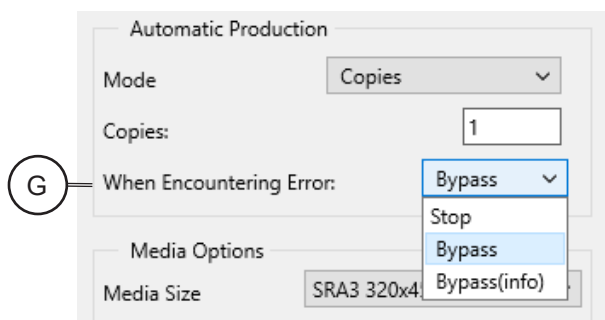 Automatic Production
Mode Copies
Copies: 1
G When Encountering Error: Bypass
Stop
Media Options Bypass
Bypass(info)
Media Size SRA3 320x4